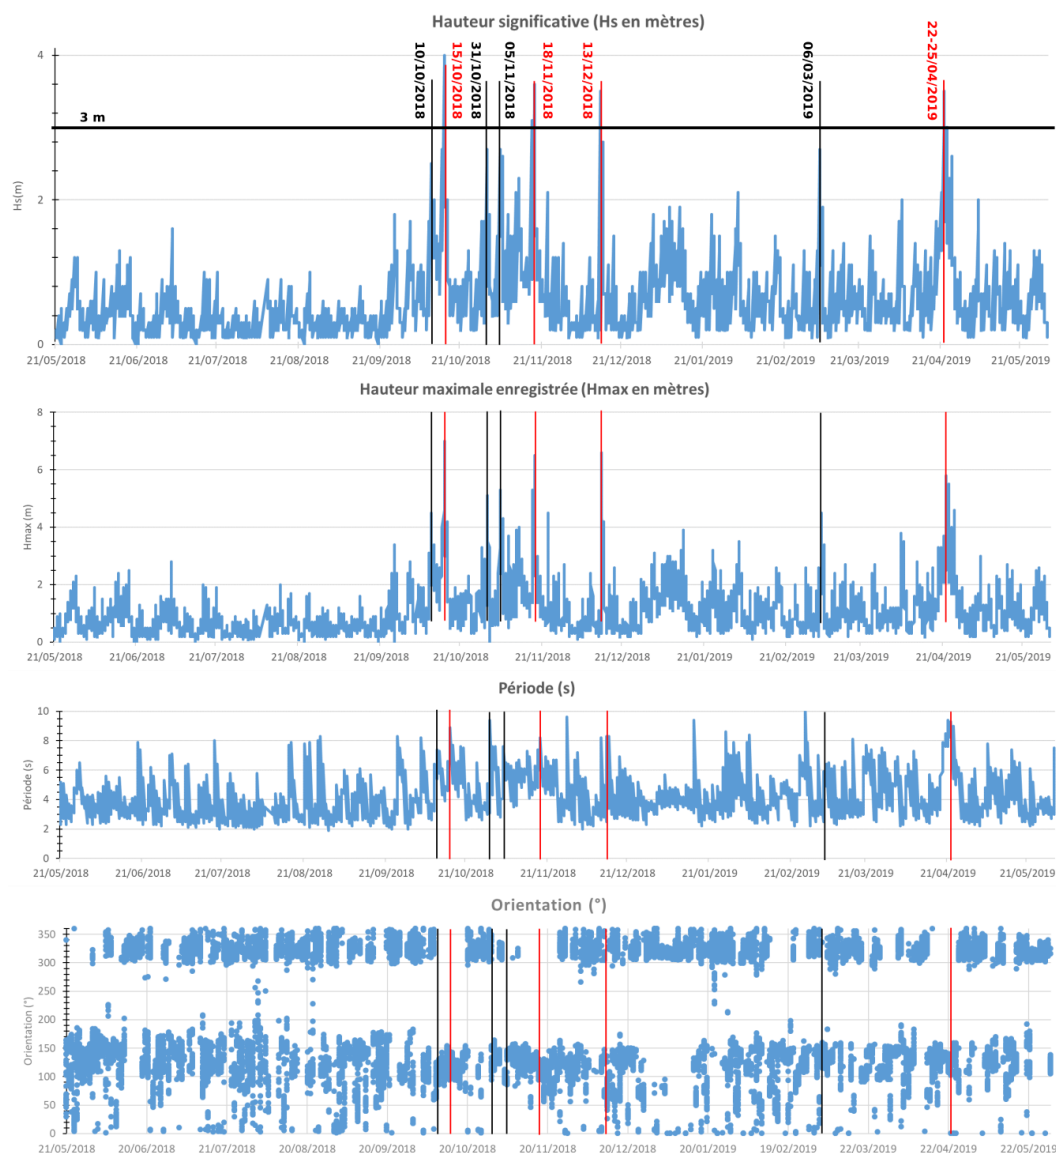 Hauteur significative (Hs en mètres)
22-25/04/2019
10/10/2018
15/10/2018
31/10/2018
05/11/2018
18/11/2018
13/12/2018
06/03/2019
3 m
Hs(m)
4
2
0
21/05/2018 21/06/2018 21/07/2018 21/08/2018 21/09/2018 21/10/2018 21/11/2018 21/12/2018 21/01/2019 21/02/2019 21/03/2019 21/04/2019 21/05/2019
Hauteur maximale enregistrée (Hmax en mètres)
Hmax (m)
8
6
4
2
0
21/05/2018 21/06/2018 21/07/2018 21/08/2018 21/09/2018 21/10/2018 21/11/2018 21/12/2018 21/01/2019 21/02/2019 21/03/2019 21/04/2019 21/05/2019
Période (s)
Période (s)
10
8
6
4
2
0
21/05/2018 21/06/2018 21/07/2018 21/08/2018 21/09/2018 21/10/2018 21/11/2018 21/12/2018 21/01/2019 21/02/2019 21/03/2019 21/04/2019 21/05/2019
Orientation (°)
Orientation (°)
350
300
250
200
150
100
50
0
21/05/2018 20/06/2018 21/07/2018 20/08/2018 20/09/2018 20/10/2018 20/11/2018 20/12/2018 20/01/2019 19/02/2019 22/03/2019 22/04/2019 22/05/2019